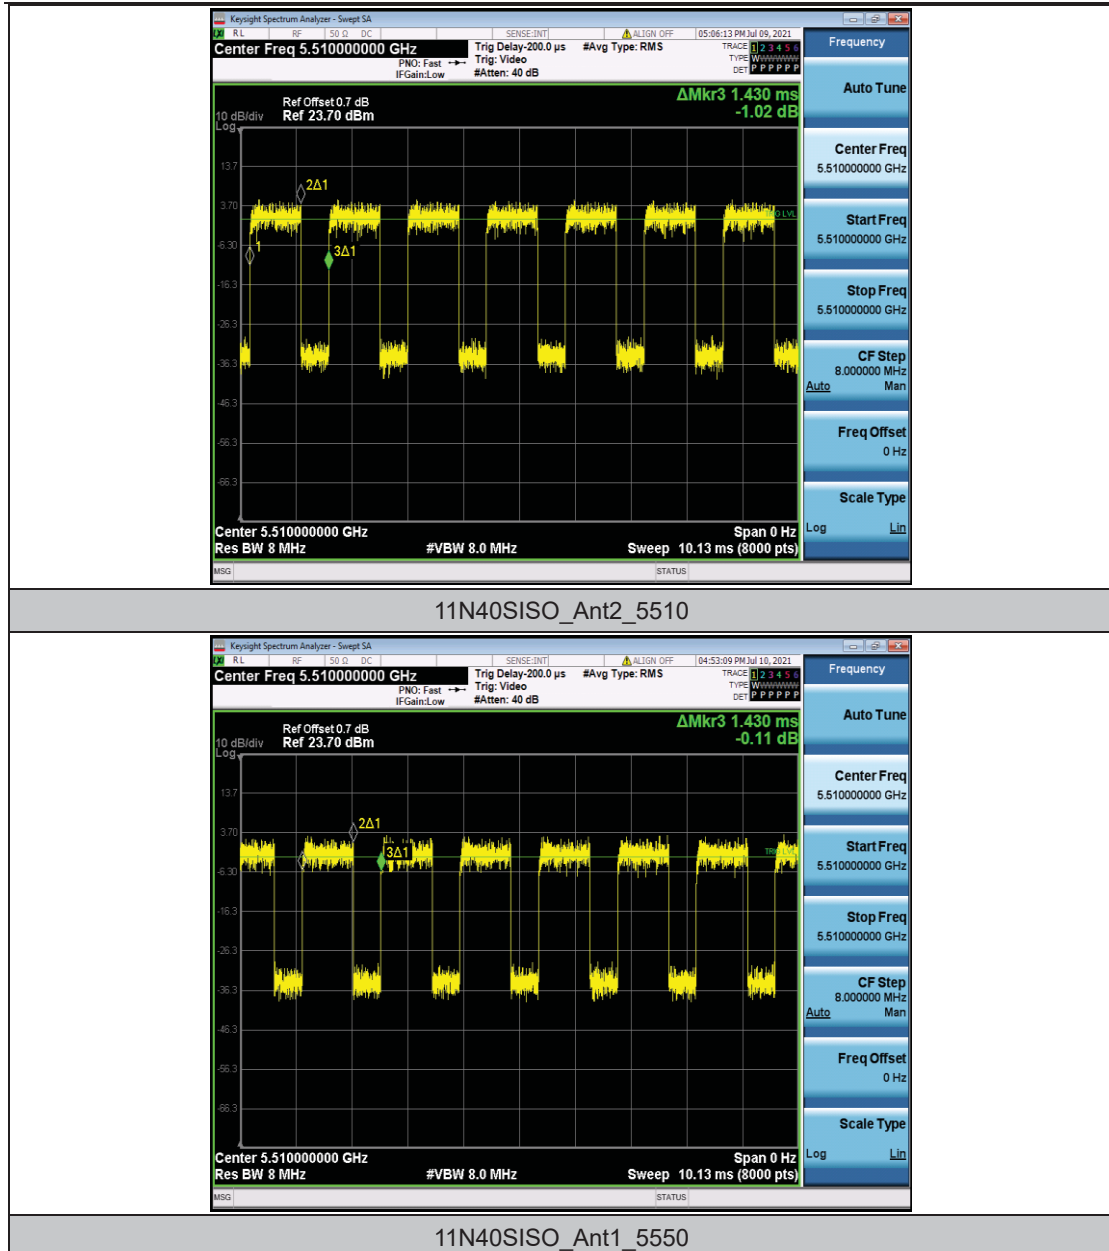 Keysight Spectrum Analyzer - Swept SA
LXI RL RF 50 Ω DC SENSE:INT ALIGN OFF 05:06:13 PM Jul 09, 2021
Center Freq 5.510000000 GHz
PNO: Fast
IFGain:Low
Trig Delay-200.0 µs
Trig: Video
#Atten: 40 dB
#Avg Type: RMS
TRACE 1 2 3 4 5 6
TYPE W
DET P P P P P P
ΔMkr3 1.430 ms
-1.02 dB
Ref Offset 0.7 dB
10 dB/div Ref 23.70 dBm
Log
13.7
3.70
-6.30
-16.3
-26.3
-36.3
-46.3
-56.3
-66.3
2Δ1
1
3Δ1
TRIG LVL
Center 5.510000000 GHz Span 0 Hz
Res BW 8 MHz #VBW 8.0 MHz Sweep 10.13 ms (8000 pts)
MSG STATUS
Frequency
Auto Tune
Center Freq
5.510000000 GHz
Start Freq
5.510000000 GHz
Stop Freq
5.510000000 GHz
CF Step
8.000000 MHz
Auto Man
Freq Offset
0 Hz
Scale Type
Log Lin
11N40SISO_Ant2_5510
Keysight Spectrum Analyzer - Swept SA
LXI RL RF 50 Ω DC SENSE:INT ALIGN OFF 04:53:09 PM Jul 10, 2021
Center Freq 5.510000000 GHz
PNO: Fast
IFGain:Low
Trig Delay-200.0 µs
Trig: Video
#Atten: 40 dB
#Avg Type: RMS
TRACE 1 2 3 4 5 6
TYPE W
DET P P P P P P
ΔMkr3 1.430 ms
-0.11 dB
Ref Offset 0.7 dB
10 dB/div Ref 23.70 dBm
Log
13.7
3.70
-6.30
-16.3
-26.3
-36.3
-46.3
-56.3
-66.3
2Δ1
3Δ1
Center 5.510000000 GHz Span 0 Hz
Res BW 8 MHz #VBW 8.0 MHz Sweep 10.13 ms (8000 pts)
MSG STATUS
Frequency
Auto Tune
Center Freq
5.510000000 GHz
Start Freq
5.510000000 GHz
Stop Freq
5.510000000 GHz
CF Step
8.000000 MHz
Auto Man
Freq Offset
0 Hz
Scale Type
Log Lin
11N40SISO_Ant1_5550